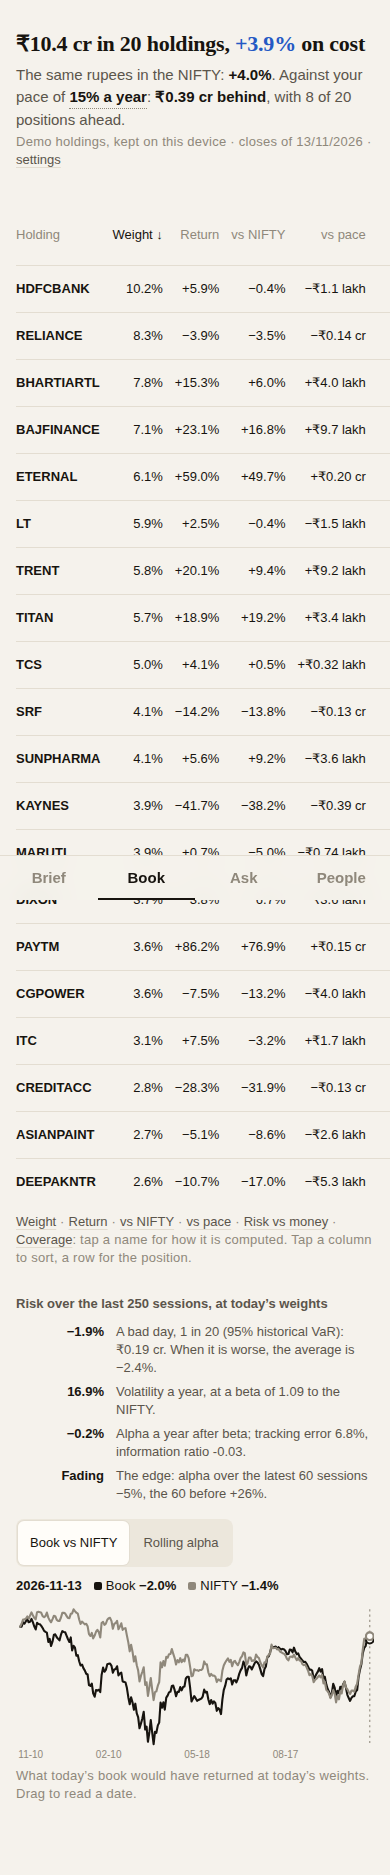 ₹10.4 cr in 20 holdings, +3.9% on cost
The same rupees in the NIFTY: +4.0%. Against your
pace of 15% a year: ₹0.39 cr behind, with 8 of 20
positions ahead.
Demo holdings, kept on this device · closes of 13/11/2026 ·
settings
Holding Weight ↓ Return vs NIFTY vs pace
HDFCBANK 10.2% +5.9% −0.4% −₹1.1 lakh
RELIANCE 8.3% −3.9% −3.5% −₹0.14 cr
BHARTIARTL 7.8% +15.3% +6.0% +₹4.0 lakh
BAJFINANCE 7.1% +23.1% +16.8% +₹9.7 lakh
ETERNAL 6.1% +59.0% +49.7% +₹0.20 cr
LT 5.9% +2.5% −0.4% −₹1.5 lakh
TRENT 5.8% +20.1% +9.4% +₹9.2 lakh
TITAN 5.7% +18.9% +19.2% +₹3.4 lakh
TCS 5.0% +4.1% +0.5% +₹0.32 lakh
SRF 4.1% −14.2% −13.8% −₹0.13 cr
SUNPHARMA 4.1% +5.6% +9.2% −₹3.6 lakh
KAYNES 3.9% −41.7% −38.2% −₹0.39 cr
MARUTI 3.9% +0.7% −5.0% −₹0.74 lakh
Brief Book Ask People
DIXON
PAYTM 3.6% +86.2% +76.9% +₹0.15 cr
CGPOWER 3.6% −7.5% −13.2% −₹4.0 lakh
ITC 3.1% +7.5% −3.2% +₹1.7 lakh
CREDITACC 2.8% −28.3% −31.9% −₹0.13 cr
ASIANPAINT 2.7% −5.1% −8.6% −₹2.6 lakh
DEEPAKNTR 2.6% −10.7% −17.0% −₹5.3 lakh
Weight · Return · vs NIFTY · vs pace · Risk vs money ·
Coverage: tap a name for how it is computed. Tap a column
to sort, a row for the position.
Risk over the last 250 sessions, at today’s weights
−1.9% A bad day, 1 in 20 (95% historical VaR):
₹0.19 cr. When it is worse, the average is
−2.4%.
16.9% Volatility a year, at a beta of 1.09 to the
NIFTY.
−0.2% Alpha a year after beta; tracking error 6.8%,
information ratio -0.03.
Fading The edge: alpha over the latest 60 sessions
−5%, the 60 before +26%.
Book vs NIFTY Rolling alpha
2026-11-13 Book −2.0% NIFTY −1.4%
11-10 02-10 05-18 08-17
What today’s book would have returned at today’s weights.
Drag to read a date.